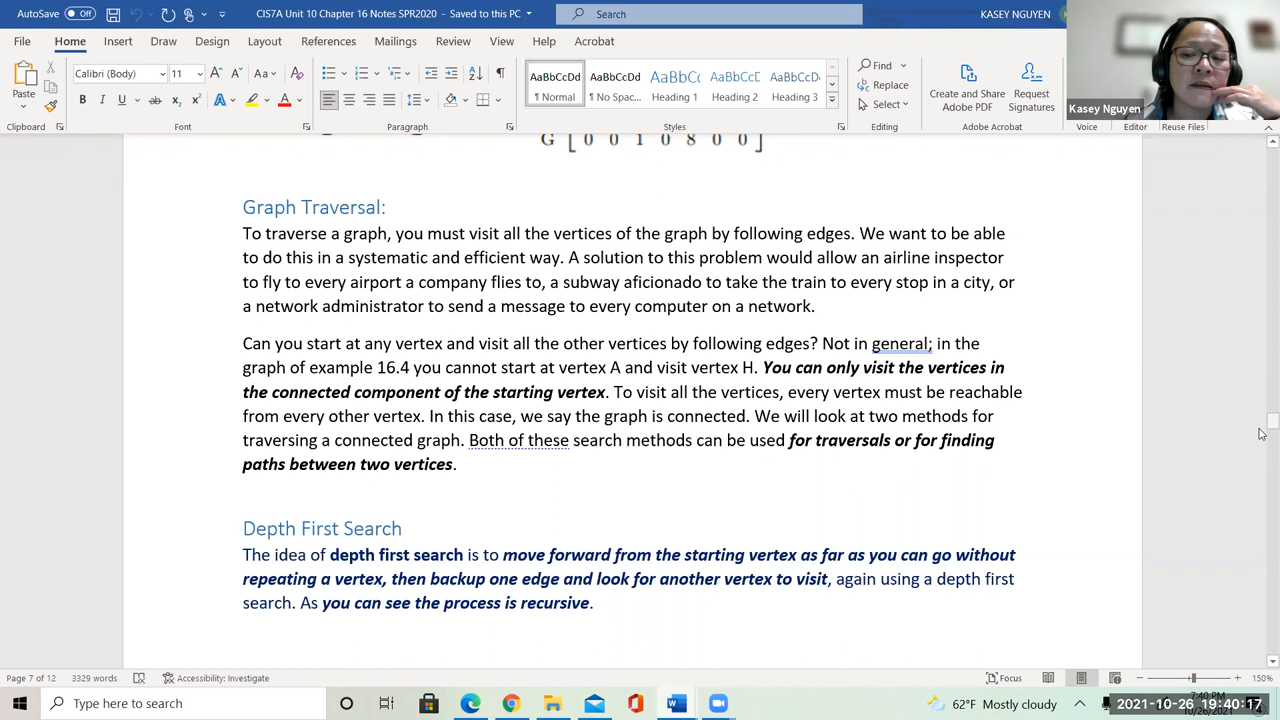 AutoSave Off CIS7A Online Chapter 16 Notes SPR2020 - Saved to this PC Search KASEY NGUYEN
File Home Insert Draw Design Layout References Mailings Review View Help Acrobat
Paste Calibri (Body) 11 AaBbCcDd AaBbCcDd AaBbCc AaBbCcE AaBbCcD Find Replace Select
Normal No Spac... Heading 1 Heading 2 Heading 3 Create and Share Adobe PDF Request Signatures
Clipboard Font Paragraph Styles Editing Adobe Acrobat Voice Editor Reuse Files
Kasey Nguyen
G [ 0 0 1 0 8 0 0 ]
Graph Traversal:
To traverse a graph, you must visit all the vertices of the graph by following edges. We want to be able
to do this in a systematic and efficient way. A solution to this problem would allow an airline inspector
to fly to every airport a company flies to, a subway aficionado to take the train to every stop in a city, or
a network administrator to send a message to every computer on a network.
Can you start at any vertex and visit all the other vertices by following edges? Not in general; in the
graph of example 16.4 you cannot start at vertex A and visit vertex H. You can only visit the vertices in
the connected component of the starting vertex. To visit all the vertices, every vertex must be reachable
from every other vertex. In this case, we say the graph is connected. We will look at two methods for
traversing a connected graph. Both of these search methods can be used for traversals or for finding
paths between two vertices.
Depth First Search
The idea of depth first search is to move forward from the starting vertex as far as you can go without
repeating a vertex, then backup one edge and look for another vertex to visit, again using a depth first
search. As you can see the process is recursive.
Page 7 of 12 3329 words Accessibility: Investigate Focus 150%
Type here to search 62°F Mostly cloudy 7:40 PM
2021-10-26 19:40:17
10/26/2021